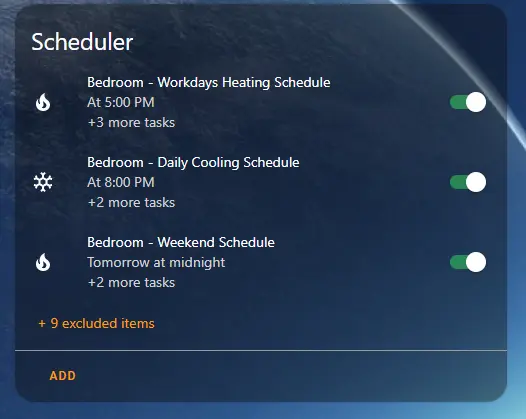 Scheduler
Bedroom - Workdays Heating Schedule
At 5:00 PM
+3 more tasks
Bedroom - Daily Cooling Schedule
At 8:00 PM
+2 more tasks
Bedroom - Weekend Schedule
Tomorrow at midnight
+2 more tasks
+ 9 excluded items
ADD